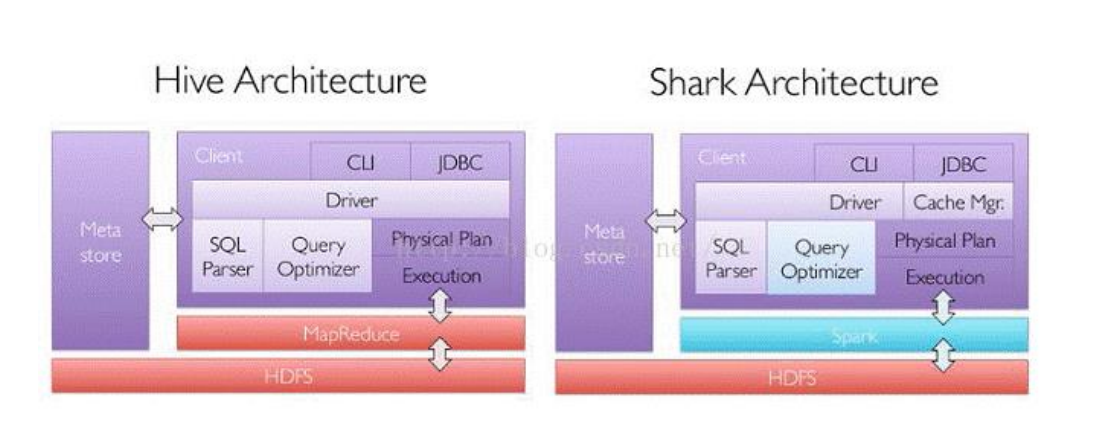 Hive Architecture
Client
CLI
JDBC
Driver
Meta
store
SQL
Parser
Query
Optimizer
Physical Plan
Execution
MapReduce
HDFS
Shark Architecture
Client
CLI
JDBC
Driver
Cache Mgr.
Meta
store
SQL
Parser
Query
Optimizer
Physical Plan
Execution
Spark
HDFS